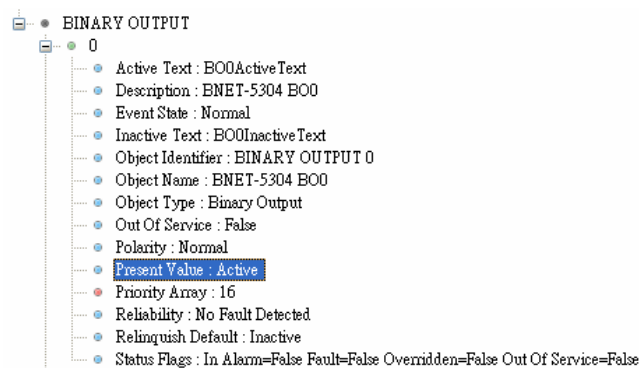 BINARY OUTPUT
0
Active Text : BO0ActiveText
Description : BNET-5304 BO0
Event State : Normal
Inactive Text : BO0InactiveText
Object Identifier : BINARY OUTPUT 0
Object Name : BNET-5304 BO0
Object Type : Binary Output
Out Of Service : False
Polarity : Normal
Present Value : Active
Priority Array : 16
Reliability : No Fault Detected
Relinquish Default : Inactive
Status Flags : In Alarm=False Fault=False Overridden=False Out Of Service=False